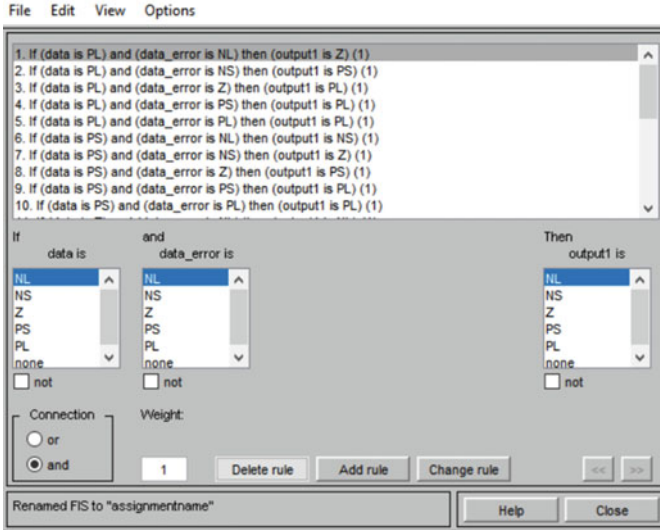 File Edit View Options
1. If (data is PL) and (data_error is NL) then (output1 is Z) (1)
2. If (data is PL) and (data_error is NS) then (output1 is PS) (1)
3. If (data is PL) and (data_error is Z) then (output1 is PL) (1)
4. If (data is PL) and (data_error is PS) then (output1 is PL) (1)
5. If (data is PL) and (data_error is PL) then (output1 is PL) (1)
6. If (data is PS) and (data_error is NL) then (output1 is NS) (1)
7. If (data is PS) and (data_error is NS) then (output1 is Z) (1)
8. If (data is PS) and (data_error is Z) then (output1 is PS) (1)
9. If (data is PS) and (data_error is PS) then (output1 is PL) (1)
10. If (data is PS) and (data_error is PL) then (output1 is PL) (1)
If and Then
data is data_error is output1 is
NL NL NL
NS NS NS
Z Z Z
PS PS PS
PL PL PL
none none none
not not not
Connection Weight:
or
and 1 Delete rule Add rule Change rule << >>
Renamed FIS to "assignmentname" Help Close